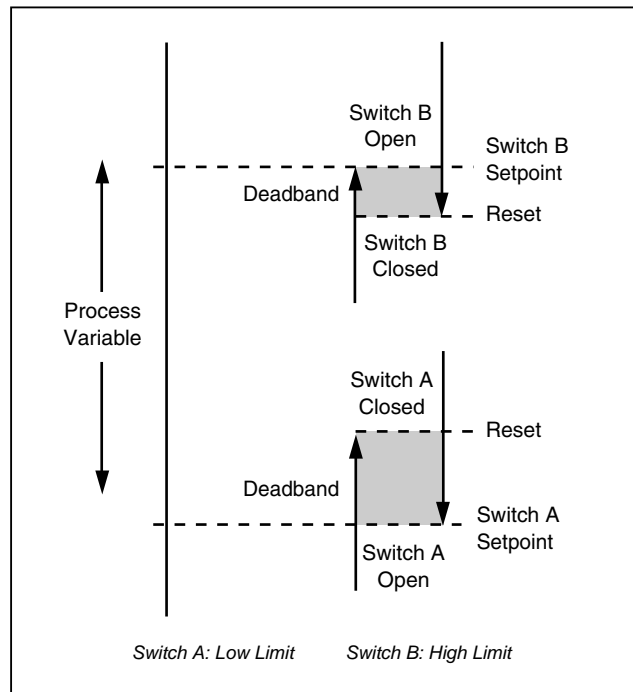 Switch B
Open
Switch B
Setpoint
Deadband
Reset
Switch B
Closed
Process
Variable
Switch A
Closed
Reset
Deadband
Switch A
Setpoint
Switch A
Open
Switch A: Low Limit
Switch B: High Limit